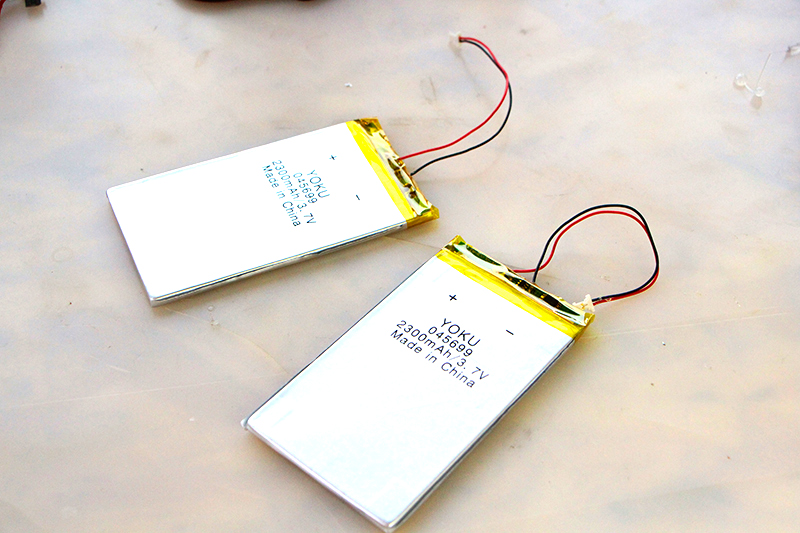 + −
YOKU
045699
2300mAh/3.7V
Made in China
+ −
YOKU
045699
2300mAh/3.7V
Made in China